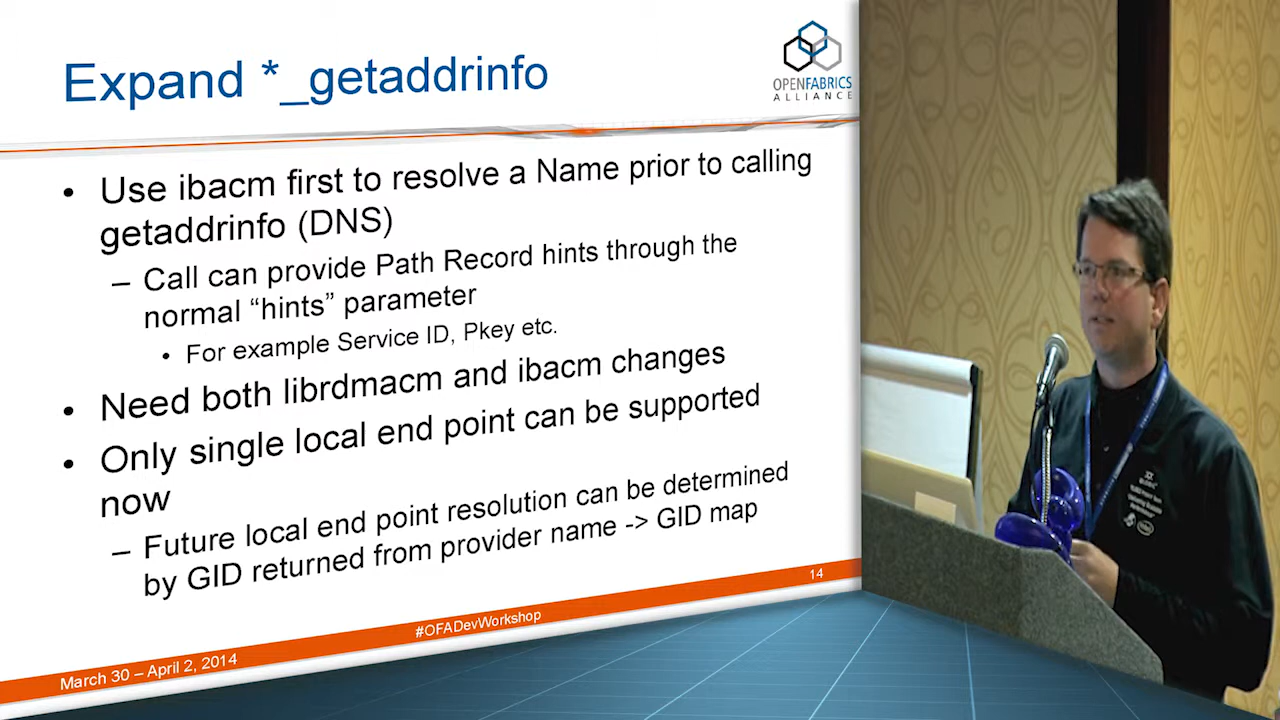 Expand *_getaddrinfo
OPENFABRICS
ALLIANCE
• Use ibacm first to resolve a Name prior to calling
getaddrinfo (DNS)
– Call can provide Path Record hints through the
normal “hints” parameter
• For example Service ID, Pkey etc.
• Need both librdmacm and ibacm changes
• Only single local end point can be supported
now
– Future local end point resolution can be determined
by GID returned from provider name -> GID map
14
#OFADevWorkshop
March 30 – April 2, 2014